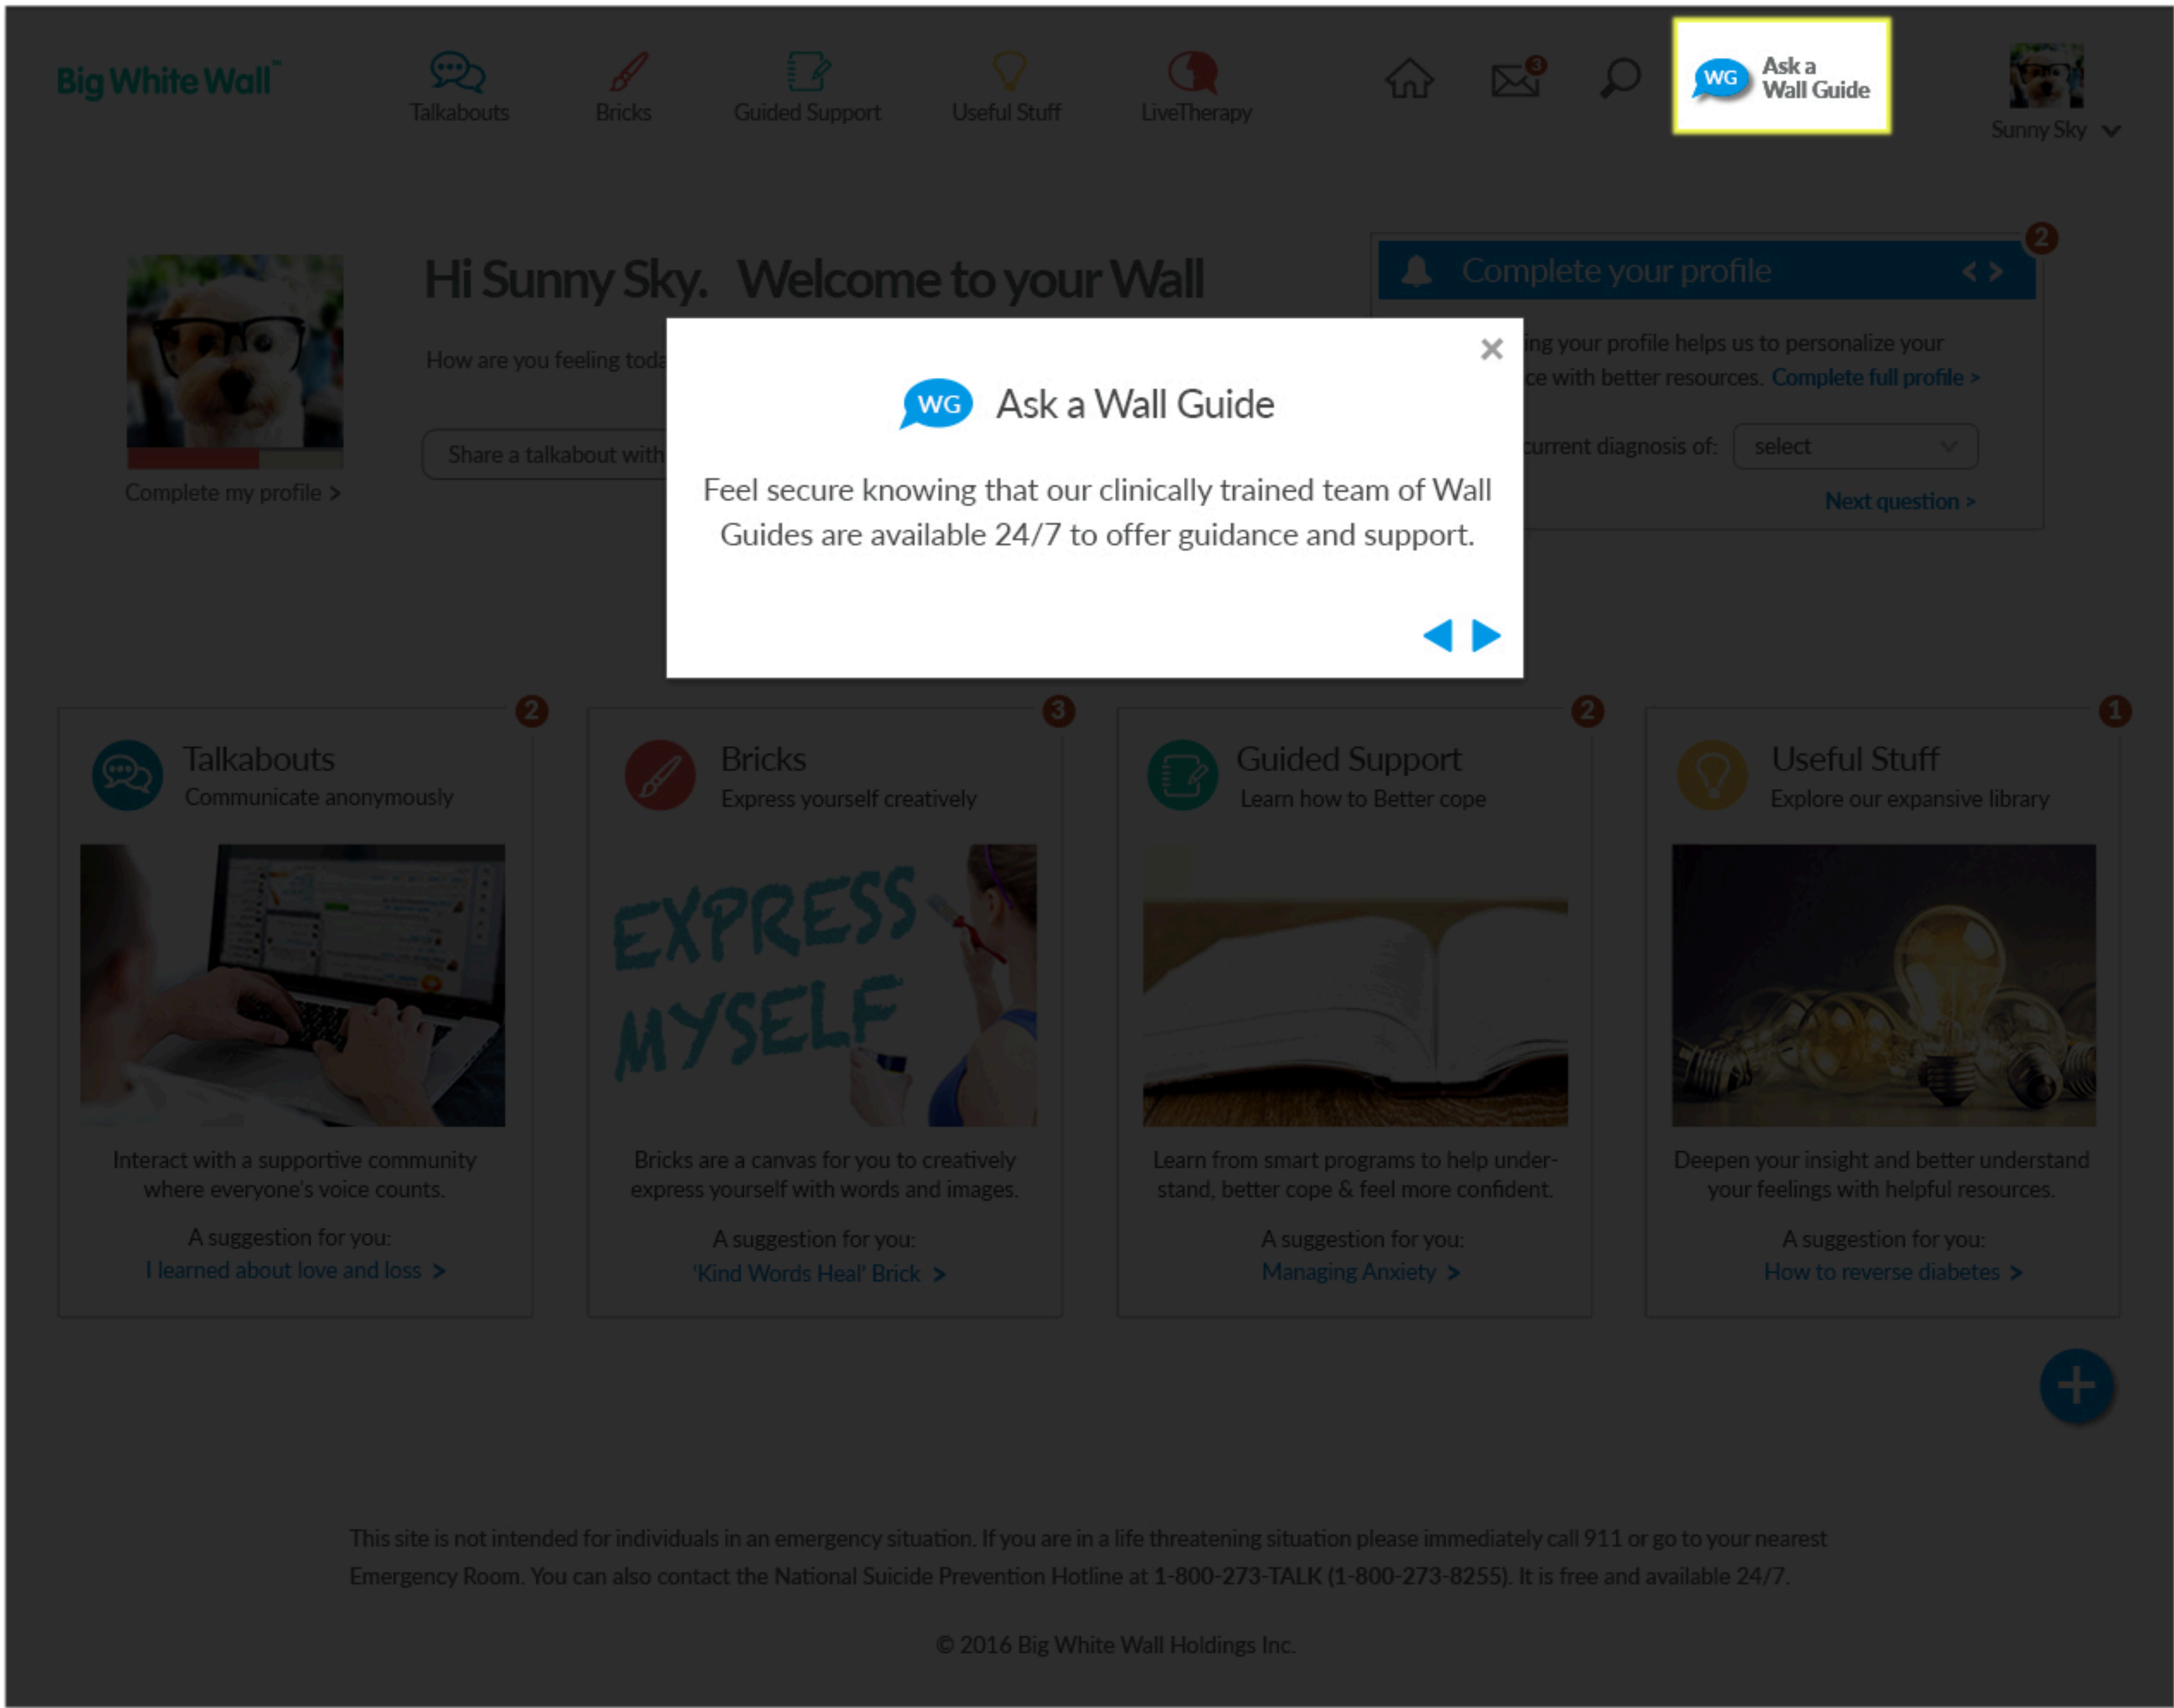 Big White Wall™
Talkabouts
Bricks
Guided Support
Useful Stuff
LiveTherapy
3
WG
Ask a
Wall Guide
Sunny Sky
Hi Sunny Sky. Welcome to your Wall
How are you feeling toda
Share a talkabout with
Complete my profile >
2
Complete your profile < >
ing your profile helps us to personalize your
ce with better resources. Complete full profile >
current diagnosis of: select
Next question >
WG Ask a Wall Guide
Feel secure knowing that our clinically trained team of Wall
Guides are available 24/7 to offer guidance and support.
2
Talkabouts
Communicate anonymously
Interact with a supportive community
where everyone's voice counts.
A suggestion for you:
I learned about love and loss >
3
Bricks
Express yourself creatively
EXPRESS
MYSELF
Bricks are a canvas for you to creatively
express yourself with words and images.
A suggestion for you:
'Kind Words Heal' Brick >
2
Guided Support
Learn how to Better cope
Learn from smart programs to help under-
stand, better cope & feel more confident.
A suggestion for you:
Managing Anxiety >
1
Useful Stuff
Explore our expansive library
Deepen your insight and better understand
your feelings with helpful resources.
A suggestion for you:
How to reverse diabetes >
This site is not intended for individuals in an emergency situation. If you are in a life threatening situation please immediately call 911 or go to your nearest
Emergency Room. You can also contact the National Suicide Prevention Hotline at 1-800-273-TALK (1-800-273-8255). It is free and available 24/7.
© 2016 Big White Wall Holdings Inc.